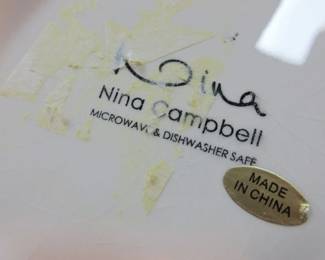 Nina
Nina Campbell
MICROWAVE & DISHWASHER SAFE
MADE
IN CHINA